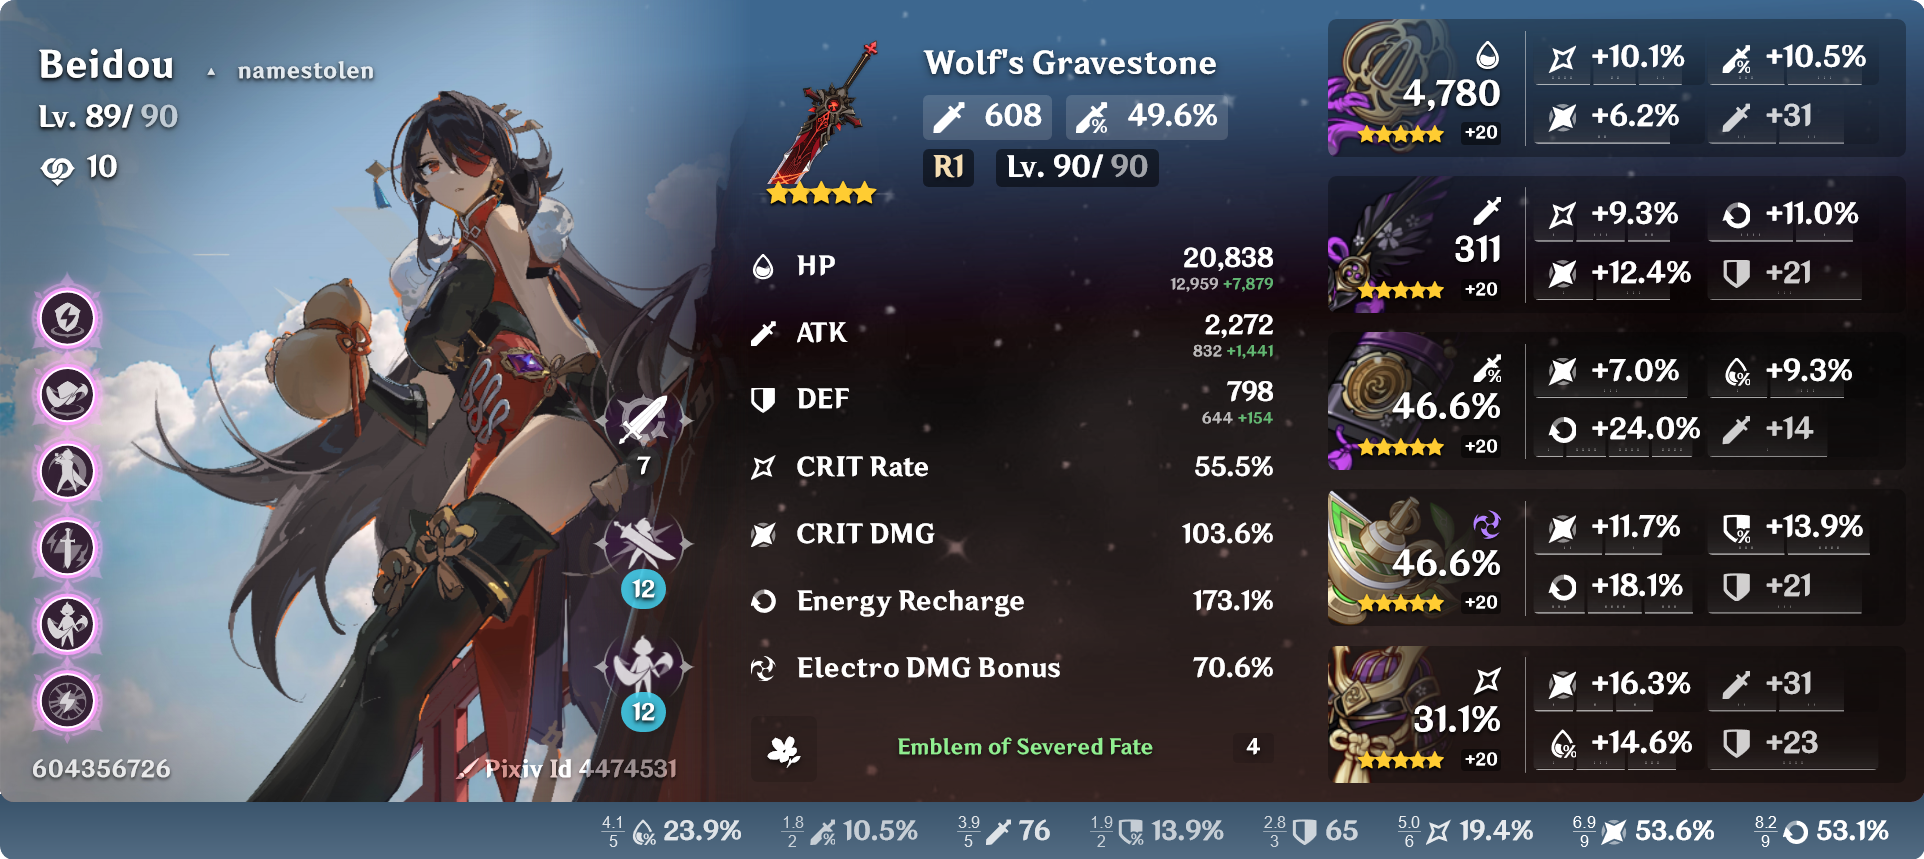 Beidou ▲ namestolen
Lv. 89/ 90
10
7
12
12
604356726
Pixiv Id 4474531
Wolf's Gravestone
608 49.6%
R1 Lv. 90/ 90
HP 20,838
12,959 +7,879
ATK 2,272
832 +1,441
DEF 798
644 +154
CRIT Rate 55.5%
CRIT DMG 103.6%
Energy Recharge 173.1%
Electro DMG Bonus 70.6%
Emblem of Severed Fate 4
4,780
+20
+10.1% +10.5%
+6.2% +31
311
+20
+9.3% +11.0%
+12.4% +21
46.6%
+20
+7.0% +9.3%
+24.0% +14
46.6%
+20
+11.7% +13.9%
+18.1% +21
31.1%
+20
+16.3% +31
+14.6% +23
4.1/5 23.9% 1.8/2 10.5% 3.9/5 76 1.9/2 13.9% 2.8/3 65 5.0/6 19.4% 6.9/9 53.6% 8.2/9 53.1%